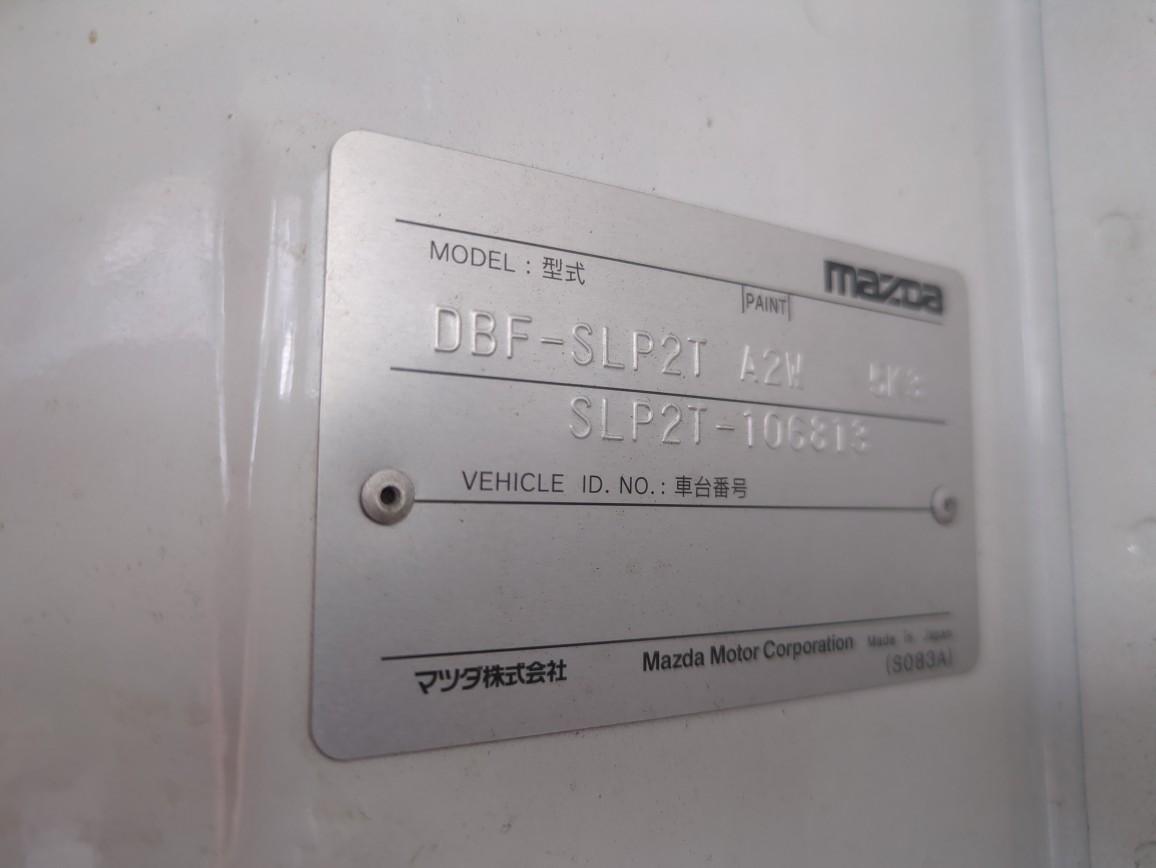 mazda
MODEL : 型式
PAINT
DBF-SLP2T A2W 5K3
SLP2T-106813
VEHICLE ID. NO. : 車台番号
マツダ株式会社 Mazda Motor Corporation Made in Japan
(S083A)